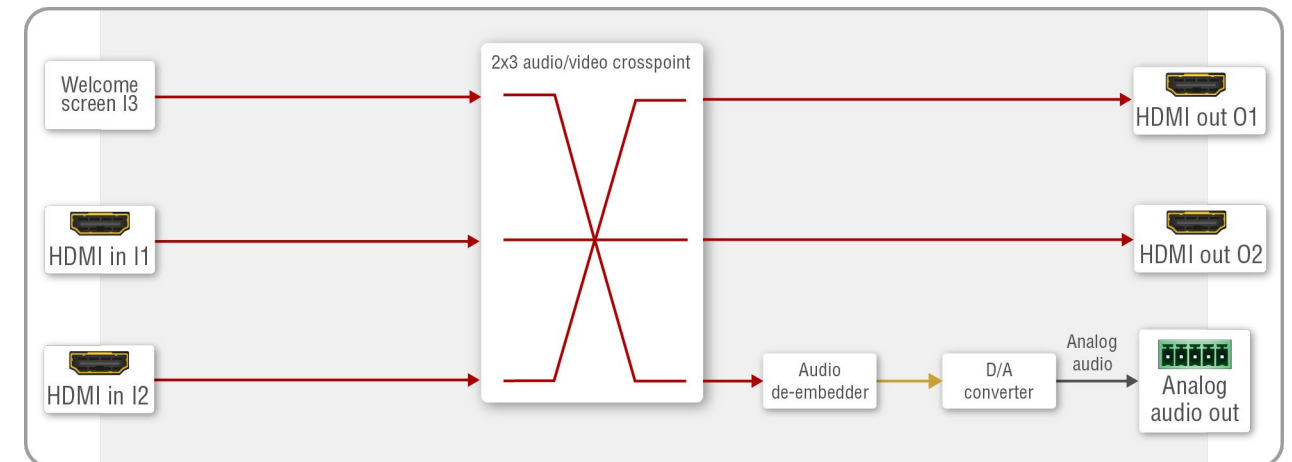 2x3 audio/video crosspoint
Welcome
screen I3
HDMI out O1
HDMI in I1
HDMI out O2
HDMI in I2
Audio
de-embedder
D/A
converter
Analog
audio
Analog
audio out